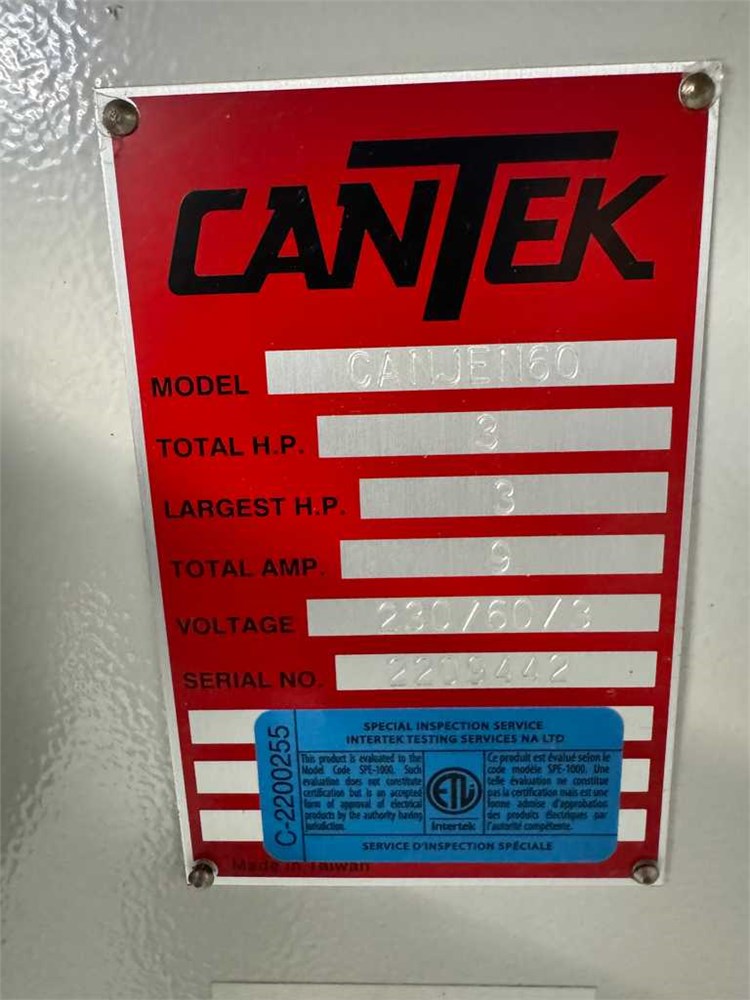 CANTEK
MODEL CANJEN60
TOTAL H.P. 3
LARGEST H.P. 3
TOTAL AMP. 9
VOLTAGE 230/60/3
SERIAL NO. 2209442
C-2200255
SPECIAL INSPECTION SERVICE
INTERTEK TESTING SERVICES NA LTD
This product is evaluated to the
Model Code SPE-1000. Such
evaluation does not constitute
certification but is an accepted
form of approval of electrical
products by the authority having
jurisdiction.
ETL
Intertek
Ce produit est évalué selon le
code modèle SPE-1000. Une
telle évaluation ne constitue
pas la certification mais est une
forme admise d'approbation
des produits électriques par
l'autorité compétente.
SERVICE D'INSPECTION SPÉCIALE
Made in Taiwan